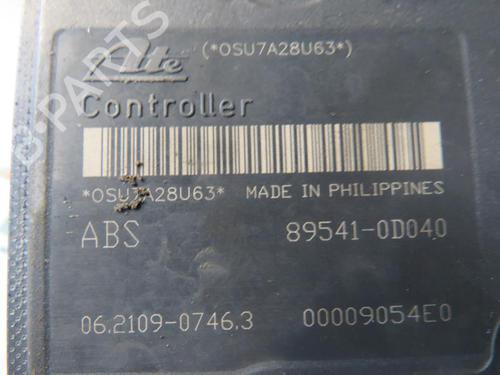 Ate (*OSU7A28U63*)
Controller
*OSU7A28U63* MADE IN PHILIPPINES
ABS 89541-0D040
06.2109-0746.3 00009054E0
B-PARTS